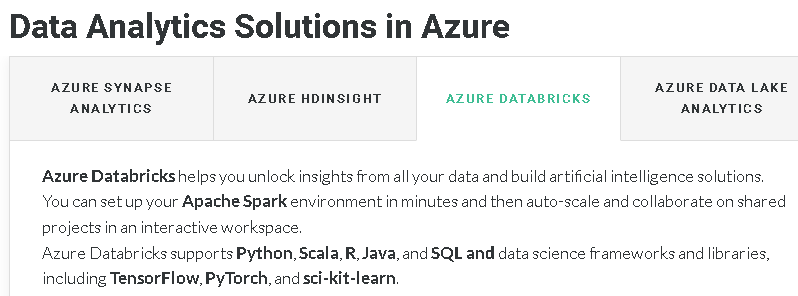 Data Analytics Solutions in Azure
AZURE SYNAPSE
ANALYTICS
AZURE HDINSIGHT
AZURE DATABRICKS
AZURE DATA LAKE
ANALYTICS
Azure Databricks helps you unlock insights from all your data and build artificial intelligence solutions.
You can set up your Apache Spark environment in minutes and then auto-scale and collaborate on shared
projects in an interactive workspace.
Azure Databricks supports Python, Scala, R, Java, and SQL and data science frameworks and libraries,
including TensorFlow, PyTorch, and sci-kit-learn.